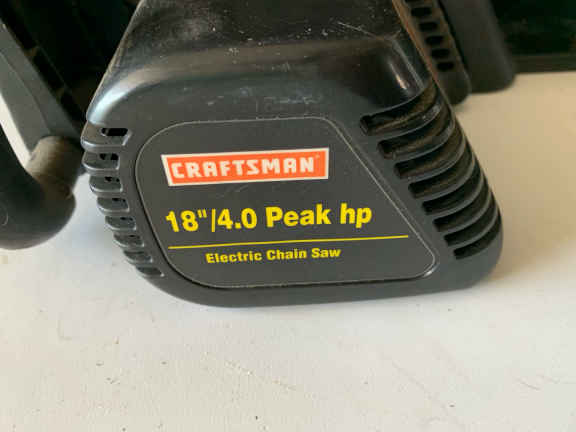 CRAFTSMAN
18"/4.0 Peak hp
Electric Chain Saw